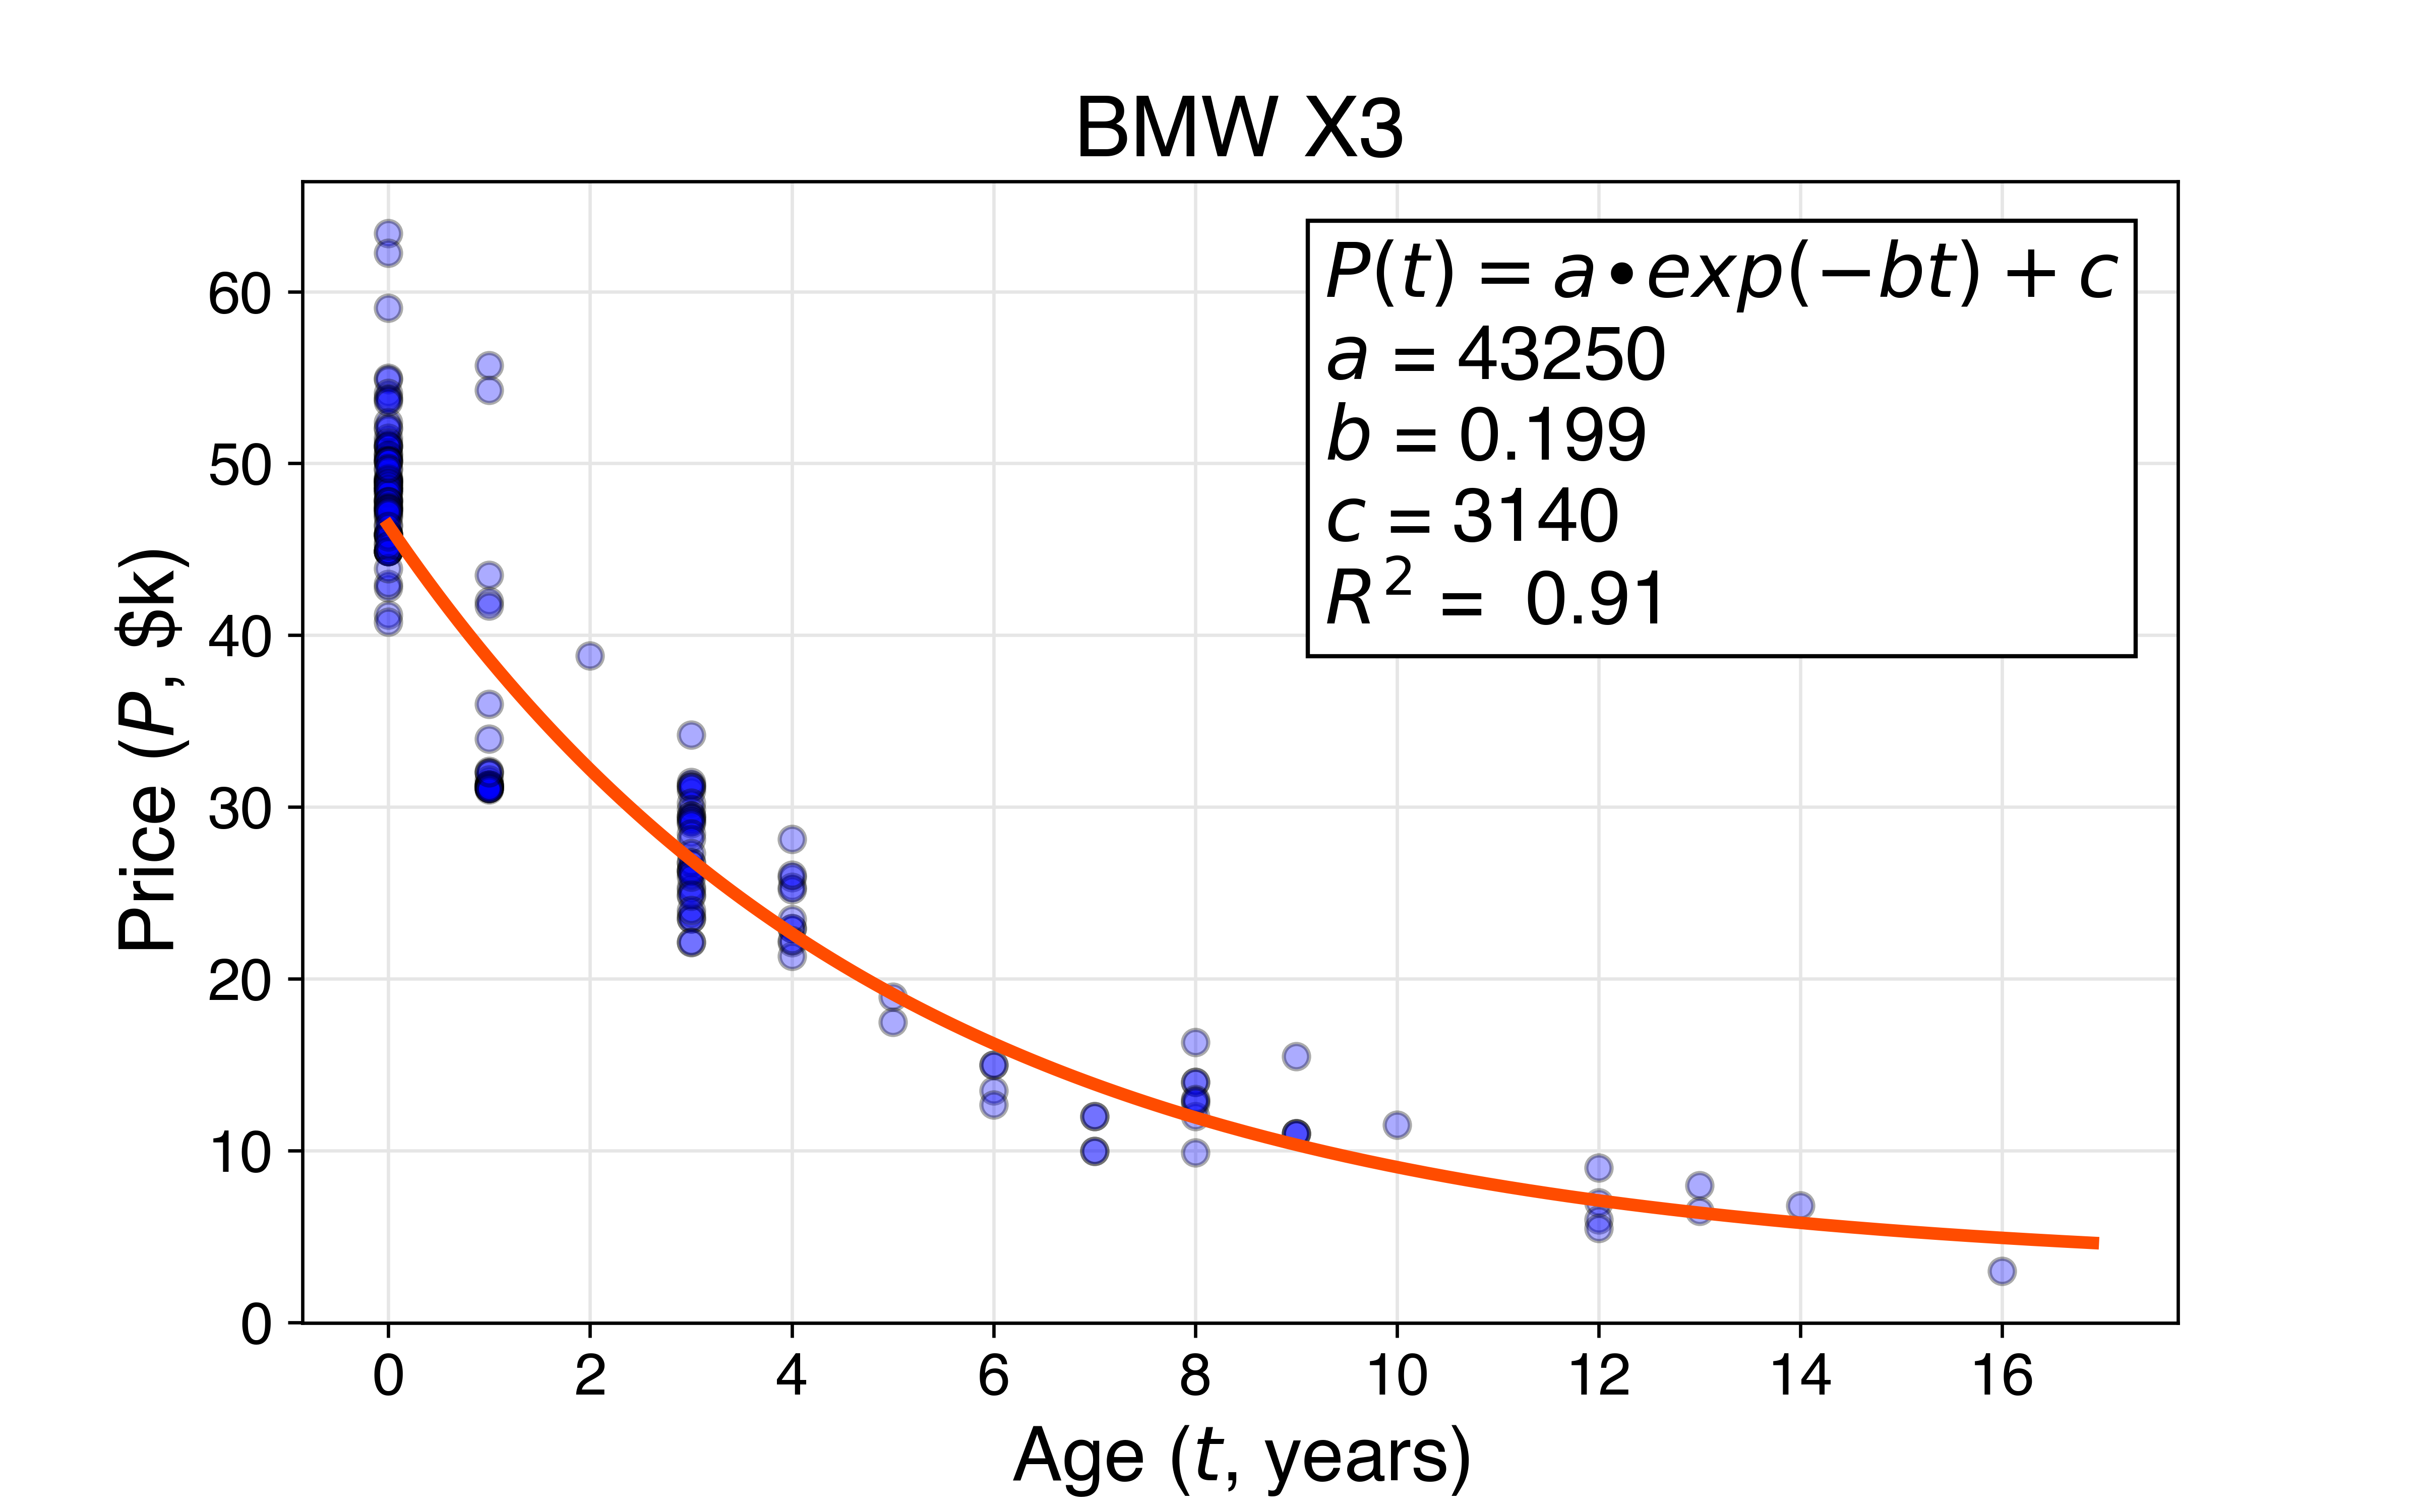 BMW X3
P(t) = a•exp(−bt) + c
a = 43250
b = 0.199
c = 3140
R² = 0.91
Price (P, $k)
60
50
40
30
20
10
0
0 2 4 6 8 10 12 14 16
Age (t, years)